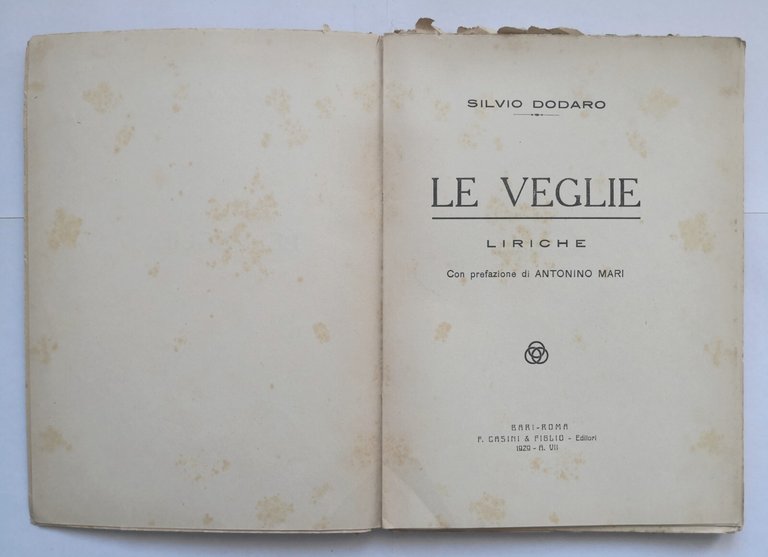 SILVIO DODARO
LE VEGLIE
LIRICHE
Con prefazione di ANTONINO MARI
BARI-ROMA
F. CASINI & FIGLIO - Editori
1929 - A. VII